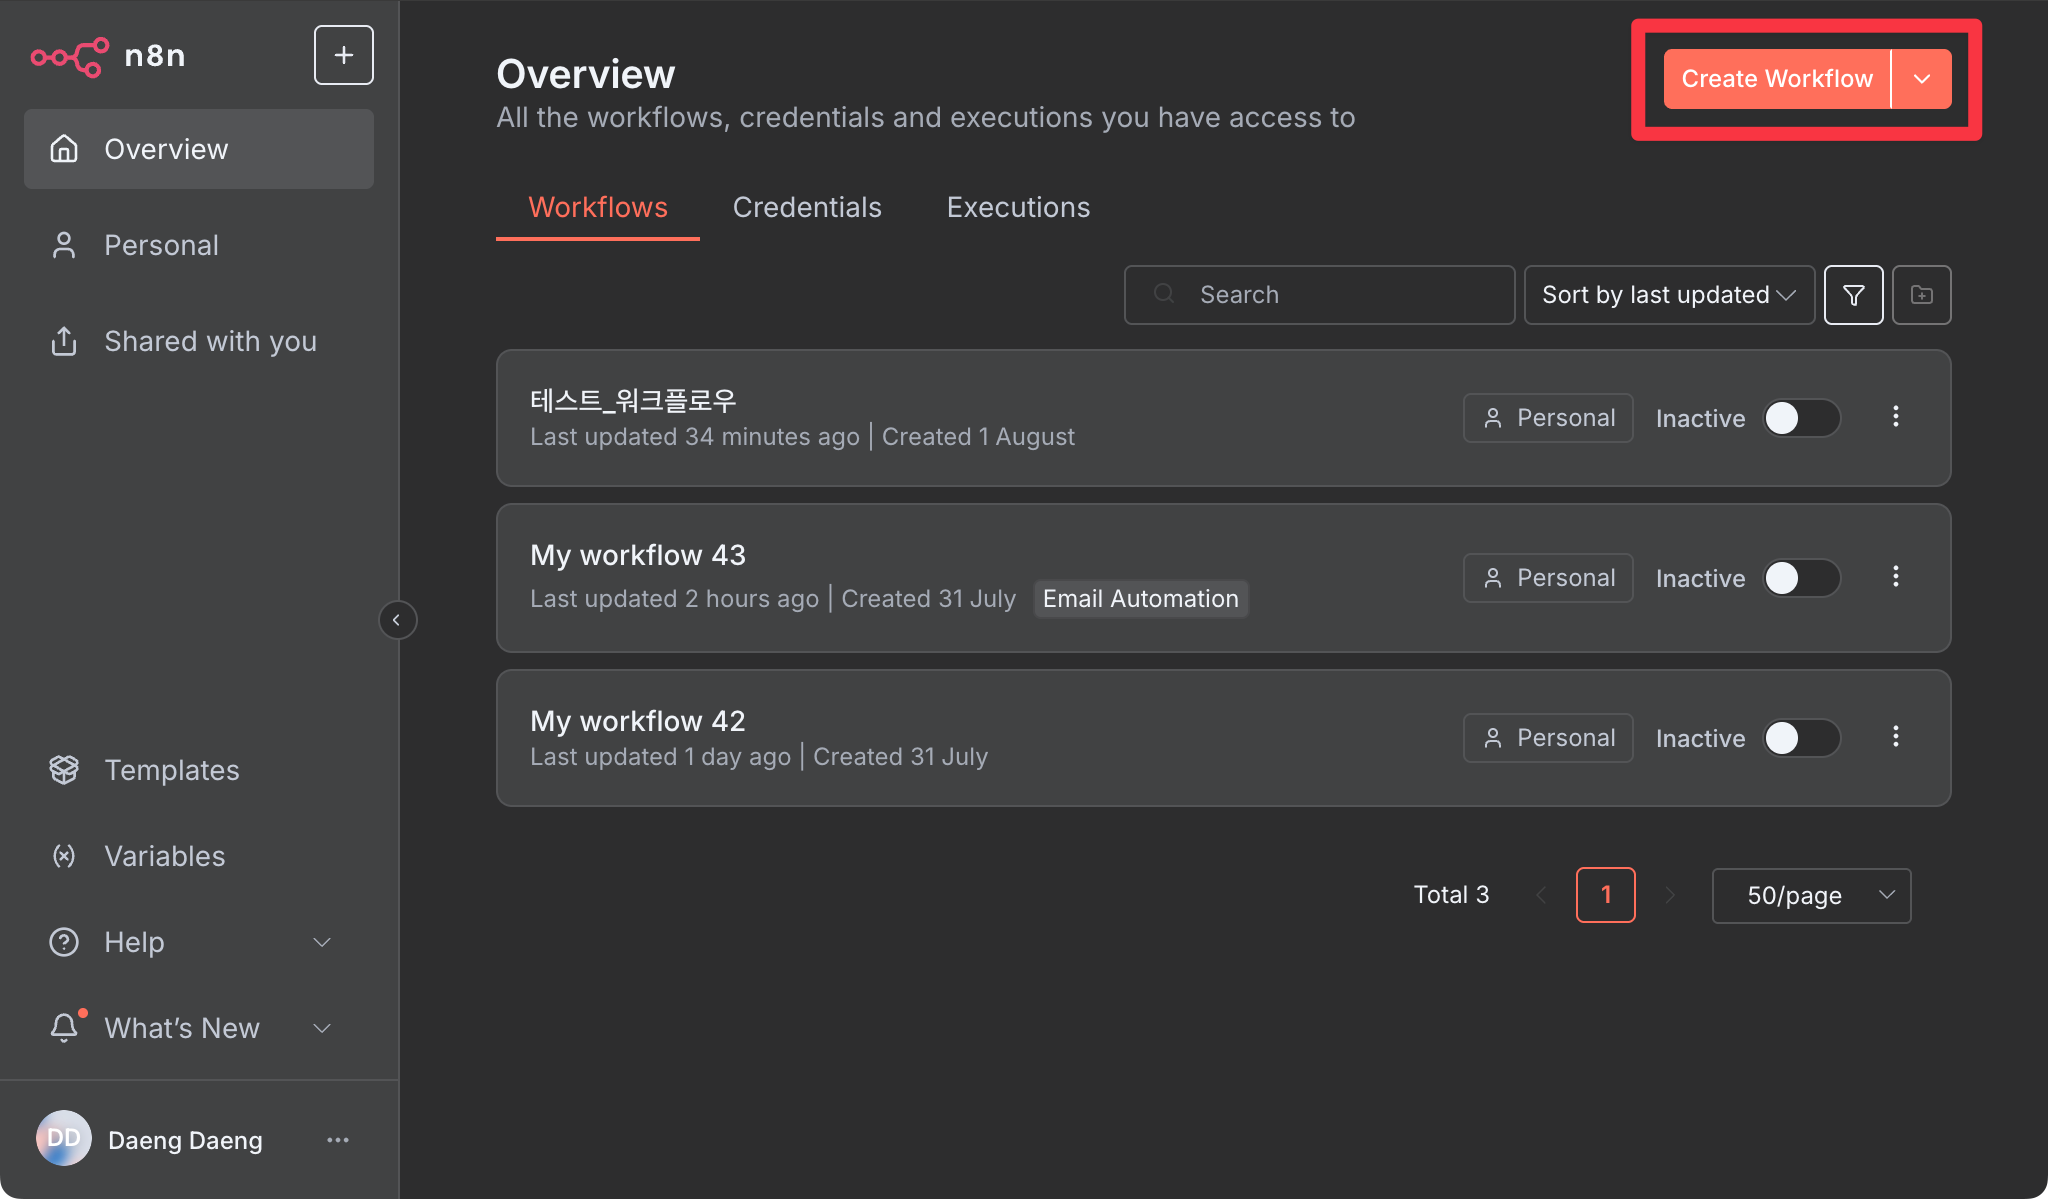 n8n
Overview
Personal
Shared with you
Templates
Variables
Help
What's New
DD
Daeng Daeng
Overview
All the workflows, credentials and executions you have access to
Create Workflow
Workflows
Credentials
Executions
Search
Sort by last updated
테스트_워크플로우
Last updated 34 minutes ago | Created 1 August
Personal
Inactive
My workflow 43
Last updated 2 hours ago | Created 31 July
Email Automation
Personal
Inactive
My workflow 42
Last updated 1 day ago | Created 31 July
Personal
Inactive
Total 3
1
50/page